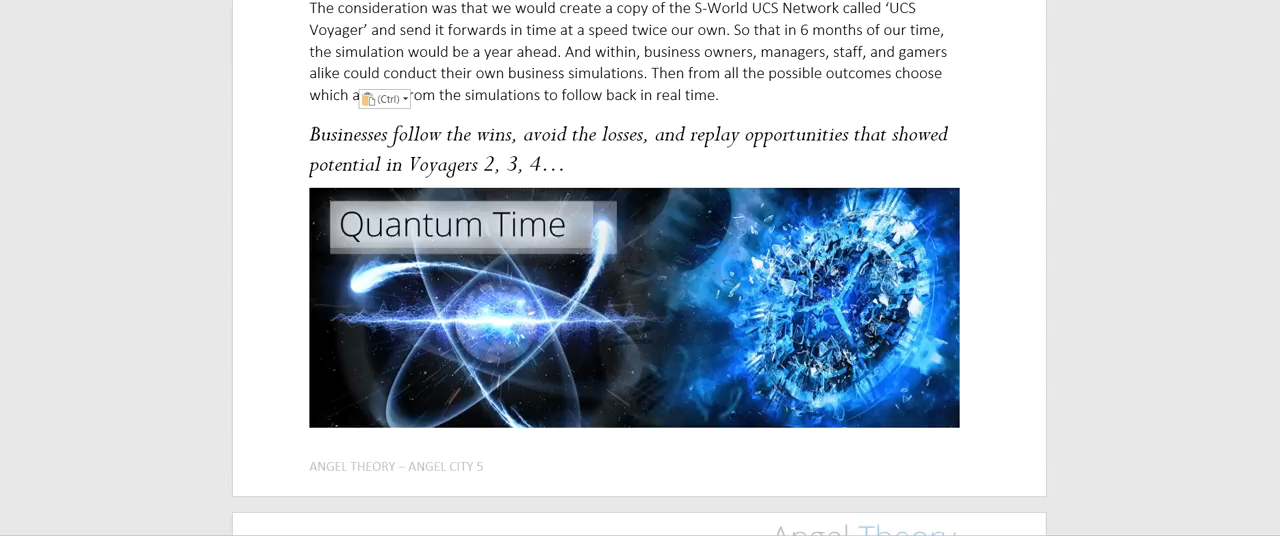 The consideration was that we would create a copy of the S-World UCS Network called ‘UCS
Voyager’ and send it forwards in time at a speed twice our own. So that in 6 months of our time,
the simulation would be a year ahead. And within, business owners, managers, staff, and gamers
alike could conduct their own business simulations. Then from all the possible outcomes choose
which a (Ctrl) rom the simulations to follow back in real time.
Businesses follow the wins, avoid the losses, and replay opportunities that showed
potential in Voyagers 2, 3, 4…
Quantum Time
ANGEL THEORY – ANGEL CITY 5
Angel Theory